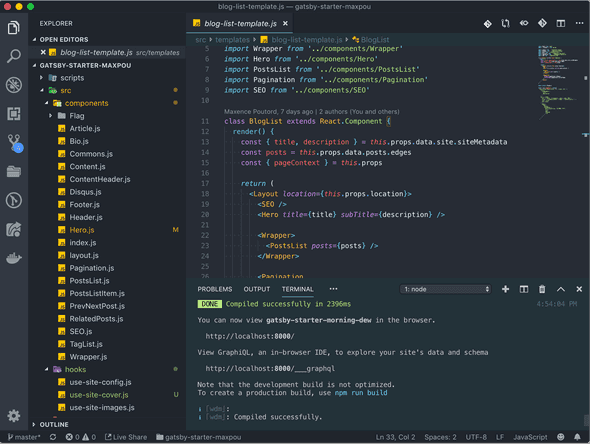 blog-list-template.js — gatsby-starter-maxpou
EXPLORER
OPEN EDITORS
blog-list-template.js src/templates
GATSBY-STARTER-MAXPOU
scripts
src
components
Flag
Article.js
Bio.js
Commons.js
Content.js
ContentHeader.js
Disqus.js
Footer.js
Header.js
Hero.js M
index.js
layout.js
Pagination.js
PostsList.js
PostsListItem.js
PrevNextPost.js
RelatedPosts.js
SEO.js
TagList.js
Wrapper.js
hooks
use-site-config.js
use-site-cover.js U
use-site-images.js
OUTLINE
blog-list-template.js
src templates blog-list-template.js BlogList
5 import Wrapper from '../components/Wrapper'
6 import Hero from '../components/Hero'
7 import PostsList from '../components/PostsList'
8 import Pagination from '../components/Pagination'
9 import SEO from '../components/SEO'
10
Maxence Poutord, 7 days ago | 2 authors (You and others)
11 class BlogList extends React.Component {
12 render() {
13 const { title, description } = this.props.data.site.siteMetadata
14 const posts = this.props.data.posts.edges
15 const { pageContext } = this.props
16
17 return (
18 <Layout location={this.props.location}>
19 <SEO />
20 <Hero title={title} subTitle={description} />
21
22 <Wrapper>
23 <PostsList posts={posts} />
24 </Wrapper>
25
26 <Pagination
PROBLEMS OUTPUT TERMINAL ••• 1: node
DONE Compiled successfully in 2396ms 4:54:04 PM
You can now view gatsby-starter-morning-dew in the browser.
http://localhost:8000/
View GraphiQL, an in-browser IDE, to explore your site's data and schema
http://localhost:8000/___graphql
Note that the development build is not optimized.
To create a production build, use npm run build
ℹ ｢wdm｣:
ℹ ｢wdm｣: Compiled successfully.
master* 0 0 Live Share gatsby-starter-maxpou Ln 33, Col 2 Spaces: 2 UTF-8 LF JavaScript